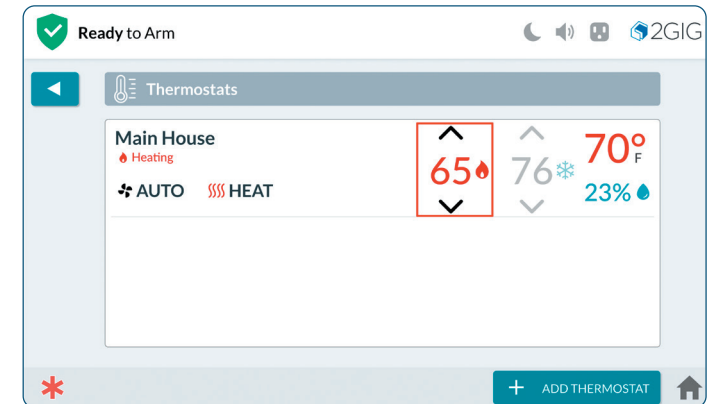 Ready to Arm
2GIG
Thermostats
Main House
Heating
AUTO HEAT
65
76
70°F
23%
+ ADD THERMOSTAT